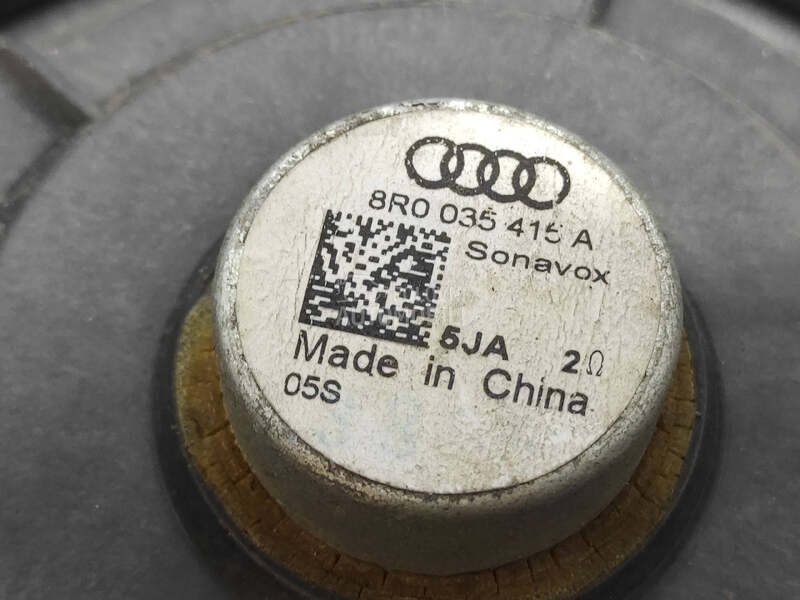 8R0 035 415 A
Sonavox
5JA 2Ω
Made in China
05S